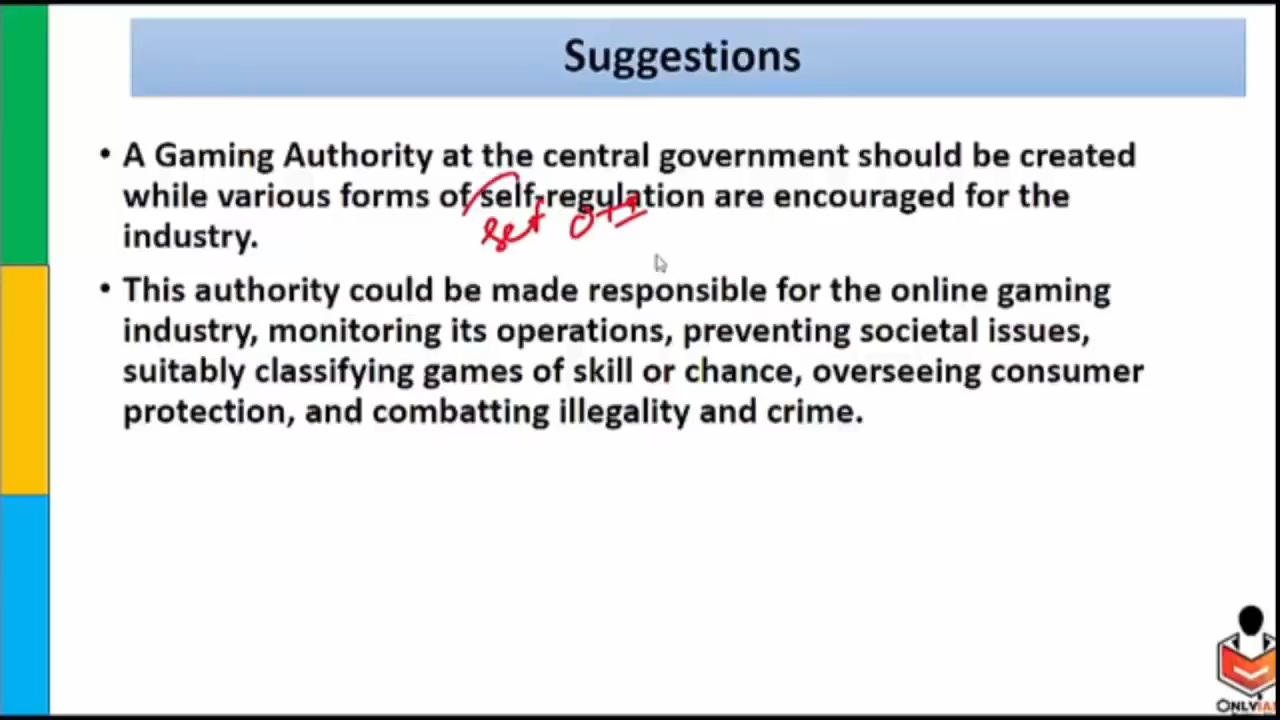 Suggestions
• A Gaming Authority at the central government should be created
while various forms of self-regulation are encouraged for the
industry.
• This authority could be made responsible for the online gaming
industry, monitoring its operations, preventing societal issues,
suitably classifying games of skill or chance, overseeing consumer
protection, and combatting illegality and crime.